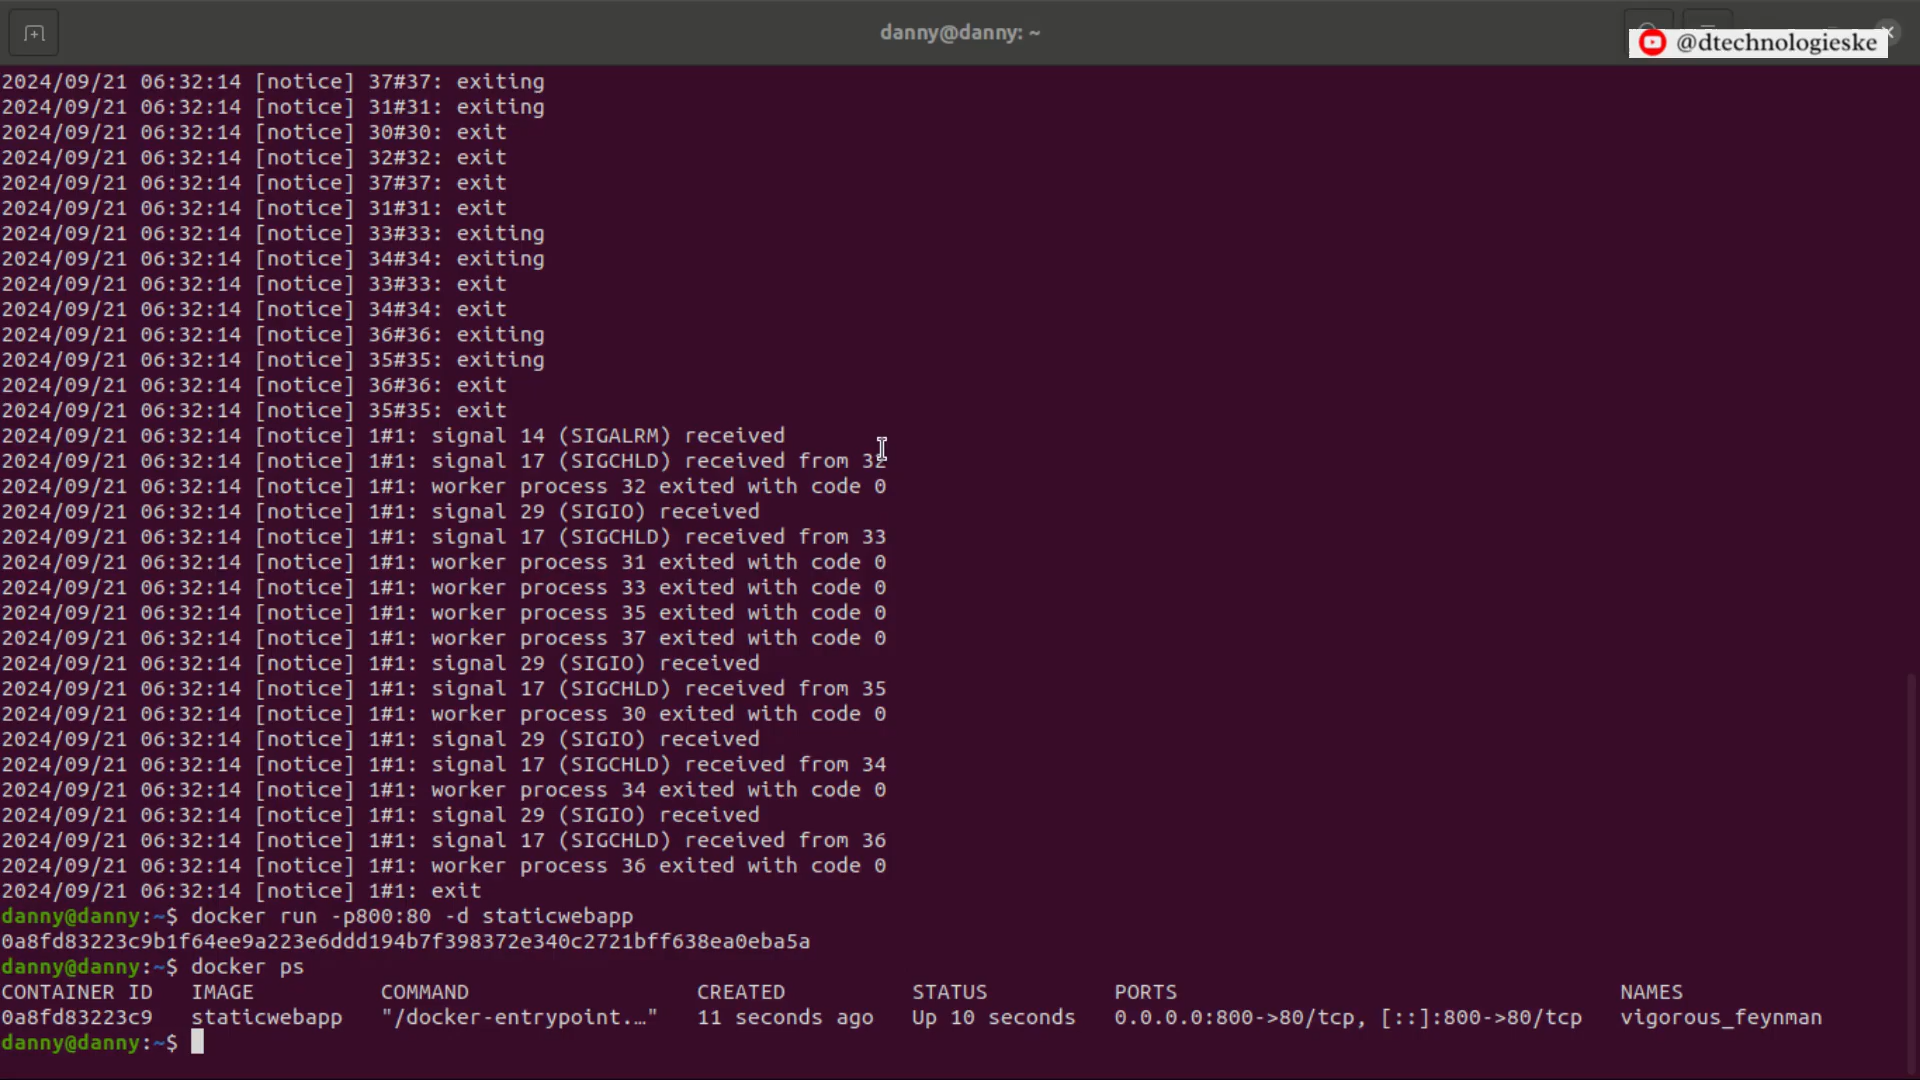 danny@danny: ~
@dtechnologieske
2024/09/21 06:32:14 [notice] 37#37: exiting
2024/09/21 06:32:14 [notice] 31#31: exiting
2024/09/21 06:32:14 [notice] 30#30: exit
2024/09/21 06:32:14 [notice] 32#32: exit
2024/09/21 06:32:14 [notice] 37#37: exit
2024/09/21 06:32:14 [notice] 31#31: exit
2024/09/21 06:32:14 [notice] 33#33: exiting
2024/09/21 06:32:14 [notice] 34#34: exiting
2024/09/21 06:32:14 [notice] 33#33: exit
2024/09/21 06:32:14 [notice] 34#34: exit
2024/09/21 06:32:14 [notice] 36#36: exiting
2024/09/21 06:32:14 [notice] 35#35: exiting
2024/09/21 06:32:14 [notice] 36#36: exit
2024/09/21 06:32:14 [notice] 35#35: exit
2024/09/21 06:32:14 [notice] 1#1: signal 14 (SIGALRM) received
2024/09/21 06:32:14 [notice] 1#1: signal 17 (SIGCHLD) received from 32
2024/09/21 06:32:14 [notice] 1#1: worker process 32 exited with code 0
2024/09/21 06:32:14 [notice] 1#1: signal 29 (SIGIO) received
2024/09/21 06:32:14 [notice] 1#1: signal 17 (SIGCHLD) received from 33
2024/09/21 06:32:14 [notice] 1#1: worker process 31 exited with code 0
2024/09/21 06:32:14 [notice] 1#1: worker process 33 exited with code 0
2024/09/21 06:32:14 [notice] 1#1: worker process 35 exited with code 0
2024/09/21 06:32:14 [notice] 1#1: worker process 37 exited with code 0
2024/09/21 06:32:14 [notice] 1#1: signal 29 (SIGIO) received
2024/09/21 06:32:14 [notice] 1#1: signal 17 (SIGCHLD) received from 35
2024/09/21 06:32:14 [notice] 1#1: worker process 30 exited with code 0
2024/09/21 06:32:14 [notice] 1#1: signal 29 (SIGIO) received
2024/09/21 06:32:14 [notice] 1#1: signal 17 (SIGCHLD) received from 34
2024/09/21 06:32:14 [notice] 1#1: worker process 34 exited with code 0
2024/09/21 06:32:14 [notice] 1#1: signal 29 (SIGIO) received
2024/09/21 06:32:14 [notice] 1#1: signal 17 (SIGCHLD) received from 36
2024/09/21 06:32:14 [notice] 1#1: worker process 36 exited with code 0
2024/09/21 06:32:14 [notice] 1#1: exit
danny@danny:~$ docker run -p800:80 -d staticwebapp
0a8fd83223c9b1f64ee9a223e6ddd194b7f398372e340c2721bff638ea0eba5a
danny@danny:~$ docker ps
CONTAINER ID   IMAGE          COMMAND                  CREATED          STATUS          PORTS                                   NAMES
0a8fd83223c9   staticwebapp   "/docker-entrypoint.…"   11 seconds ago   Up 10 seconds   0.0.0.0:800->80/tcp, [::]:800->80/tcp   vigorous_feynman
danny@danny:~$